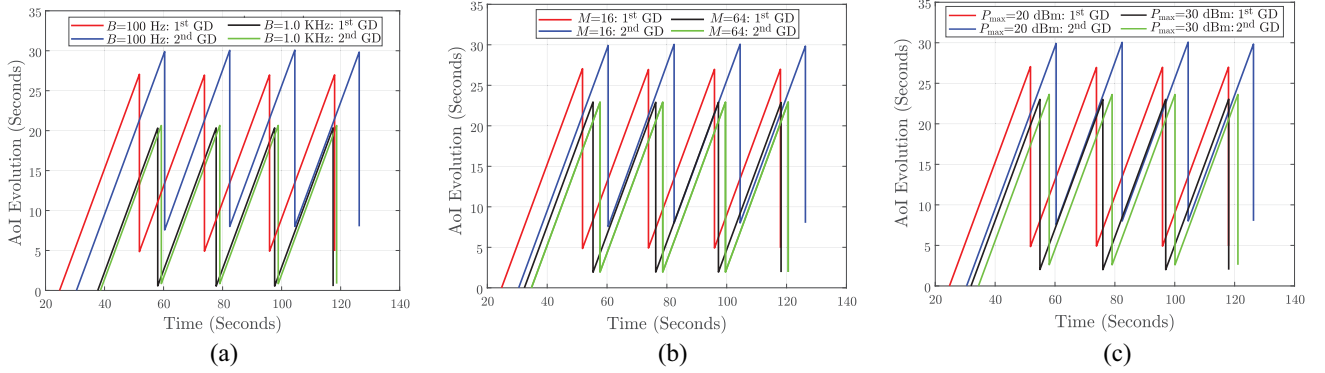 B=100 Hz: 1st GD
B=1.0 KHz: 1st GD
B=100 Hz: 2nd GD
B=1.0 KHz: 2nd GD
AoI Evolution (Seconds)
35
30
25
20
15
10
5
0
20 40 60 80 100 120 140
Time (Seconds)
(a)
M=16: 1st GD
M=64: 1st GD
M=16: 2nd GD
M=64: 2nd GD
AoI Evolution (Seconds)
35
30
25
20
15
10
5
0
20 40 60 80 100 120 140
Time (Seconds)
(b)
Pmax=20 dBm: 1st GD
Pmax=30 dBm: 1st GD
Pmax=20 dBm: 2nd GD
Pmax=30 dBm: 2nd GD
AoI Evolution (Seconds)
35
30
25
20
15
10
5
0
20 40 60 80 100 120 140
Time (Seconds)
(c)